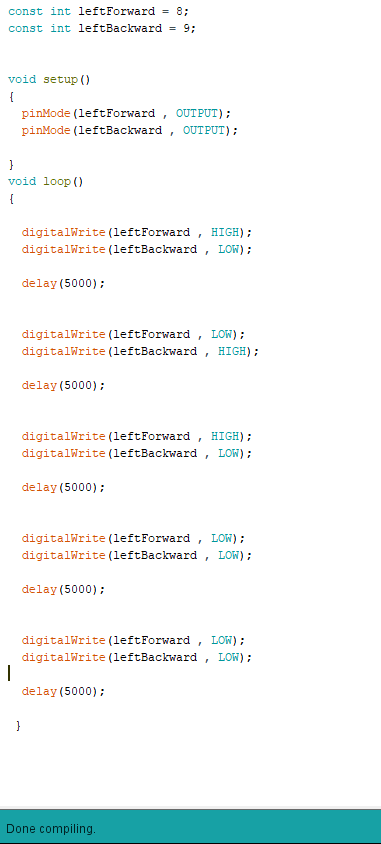 const int leftForward = 8;
const int leftBackward = 9;
void setup()
{
pinMode(leftForward , OUTPUT);
pinMode(leftBackward , OUTPUT);
}
void loop()
{
digitalWrite(leftForward , HIGH);
digitalWrite(leftBackward , LOW);
delay(5000);
digitalWrite(leftForward , LOW);
digitalWrite(leftBackward , HIGH);
delay(5000);
digitalWrite(leftForward , HIGH);
digitalWrite(leftBackward , LOW);
delay(5000);
digitalWrite(leftForward , LOW);
digitalWrite(leftBackward , LOW);
delay(5000);
digitalWrite(leftForward , LOW);
digitalWrite(leftBackward , LOW);
delay(5000);
}
Done compiling.